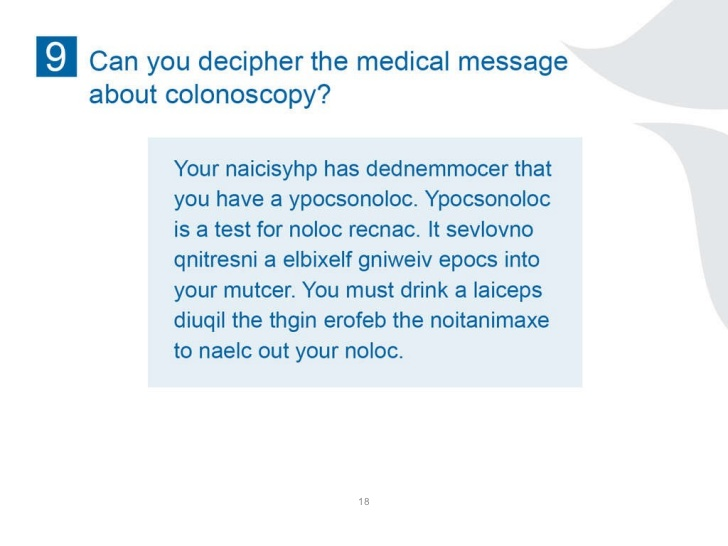 9 Can you decipher the medical message
about colonoscopy?
Your naicisyhp has dednemmocer that
you have a ypocsonoloc. Ypocsonoloc
is a test for noloc recnac. It sevlovno
qnitresni a elbixelf gniweiv epocs into
your mutcer. You must drink a laiceps
diuqil the thgin erofeb the noitanimaxe
to naelc out your noloc.
18